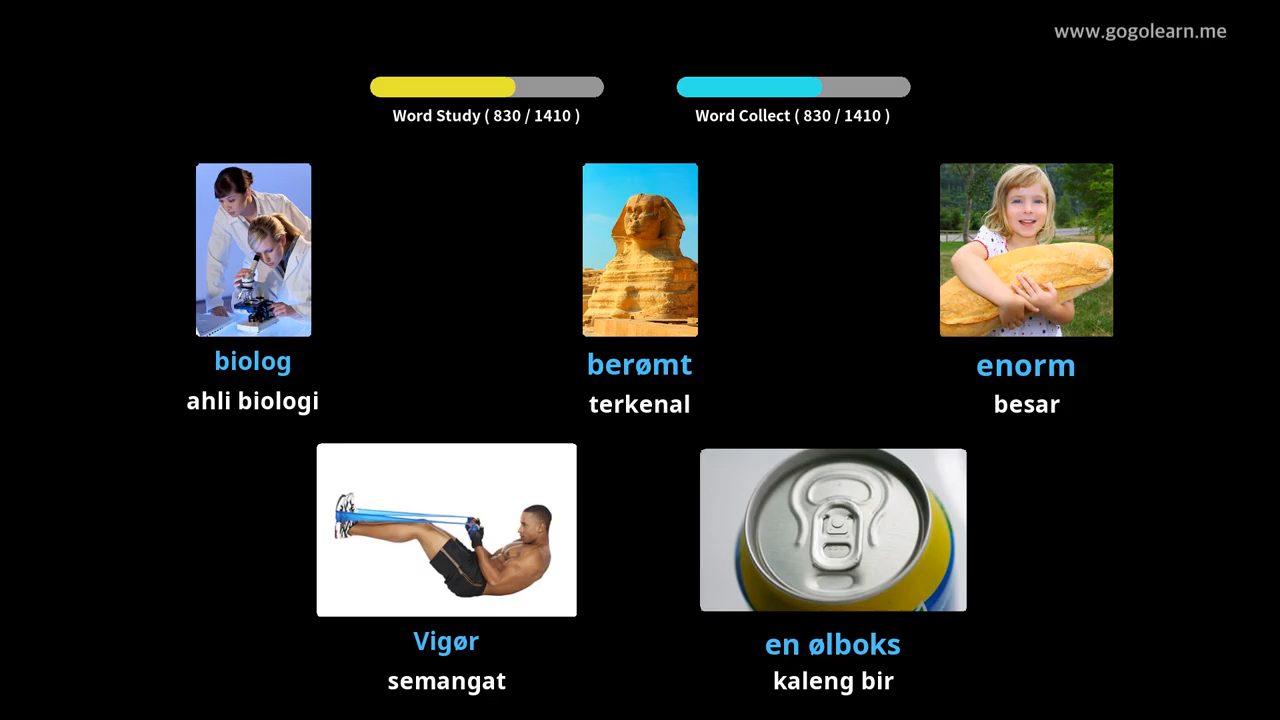 www.gogolearn.me
Word Study ( 830 / 1410 )
Word Collect ( 830 / 1410 )
biolog
ahli biologi
berømt
terkenal
enorm
besar
Vigør
semangat
en ølboks
kaleng bir